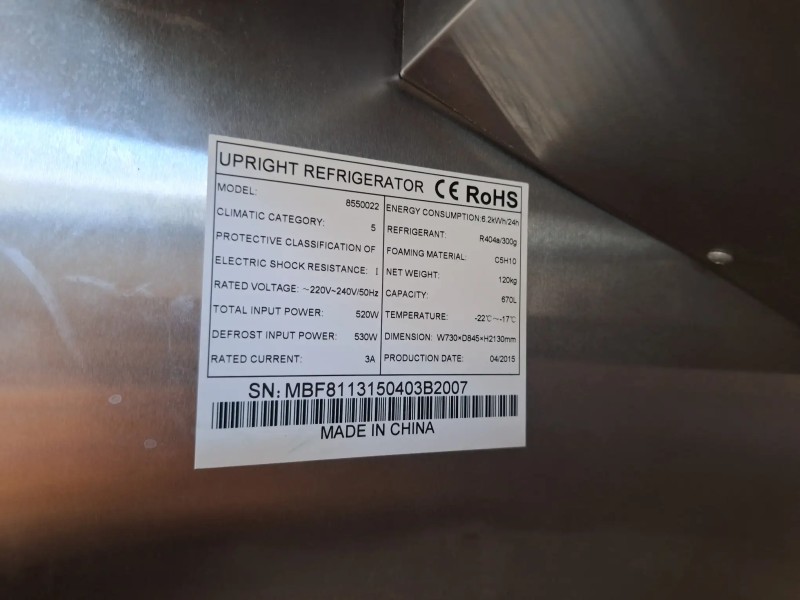 UPRIGHT REFRIGERATOR CE RoHS
MODEL: 8550022
CLIMATIC CATEGORY: 5
PROTECTIVE CLASSIFICATION OF
ELECTRIC SHOCK RESISTANCE: I
RATED VOLTAGE: ~220V~240V/50Hz
TOTAL INPUT POWER: 520W
DEFROST INPUT POWER: 530W
RATED CURRENT: 3A
ENERGY CONSUMPTION:6.2kWh/24h
REFRIGERANT: R404a/300g
FOAMING MATERIAL: C5H10
NET WEIGHT: 120kg
CAPACITY: 670L
TEMPERATURE: -22℃~-17℃
DIMENSION: W730×D845×H2130mm
PRODUCTION DATE: 04/2015
SN: MBF8113150403B2007
MADE IN CHINA